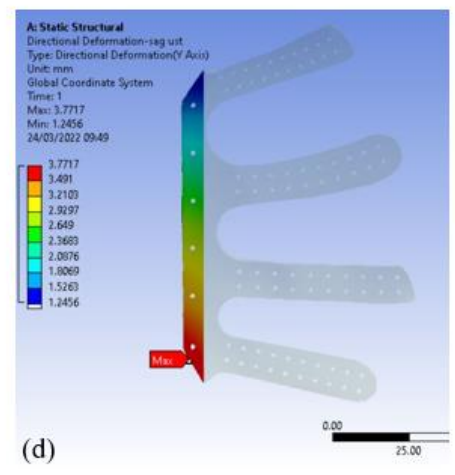 A: Static Structural
Directional Deformation-sag ust
Type: Directional Deformation(Y Axis)
Unit: mm
Global Coordinate System
Time: 1
Max: 3.7717
Min: 1.2456
24/03/2022 09:49
3.7717
3.491
3.2103
2.9297
2.649
2.3683
2.0876
1.8069
1.5263
1.2456
Max
0.00
25.00
(d)